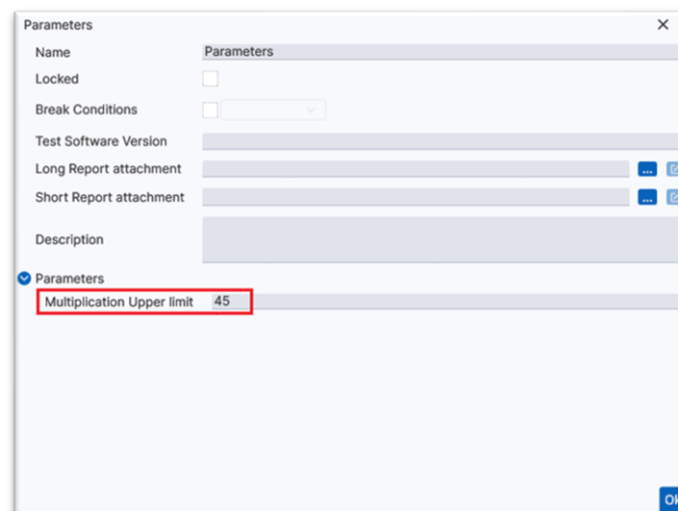 Parameters
Name Parameters
Locked
Break Conditions
Test Software Version
Long Report attachment ...
Short Report attachment ...
Description
Parameters
Multiplication Upper limit 45